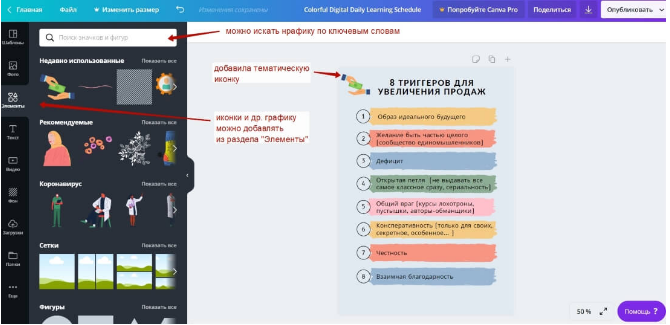 Главная
Файл
Изменить размер
Изменения сохранены
Colorful Digital Daily Learning Schedule
Попробуйте Canva Pro
Поделиться
Опубликовать
Шаблоны
Фото
Элементы
Текст
Видео
Фон
Загрузки
Папки
Еще
Поиск значков и фигур
можно искать нрафику по ключевым словам
Недавно использованные
Показать все
Рекомендуемые
Показать все
Коронавирус
Показать все
Сетки
Показать все
Фигуры
Показать все
добавила тематическую
иконку
иконки и др. графику
можно добавлять
из раздела "Элементы"
8 ТРИГГЕРОВ ДЛЯ
УВЕЛИЧЕНИЯ ПРОДАЖ
1 Образ идеального будущего
2 Желание быть частью целого
[сообщество единомышленников]
3 Дефицит
4 Открытая петля [не выдавать все
самое классное сразу, сериальность]
5 Общий враг [курсы лохотроны,
пустышки, авторы-обманщики]
6 Консперативность [только для своих,
секретное, особенное... ]
7 Честность
8 Взаимная благодарность
50 %
Помощь ?